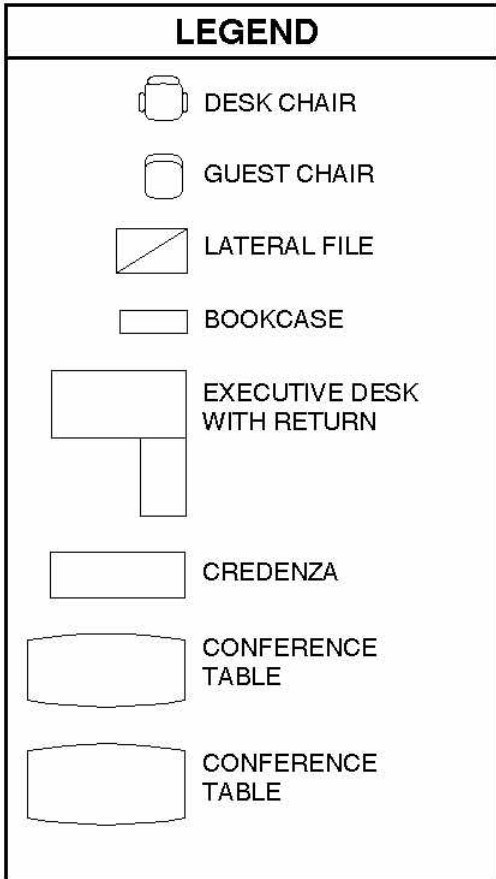 LEGEND
DESK CHAIR
GUEST CHAIR
LATERAL FILE
BOOKCASE
EXECUTIVE DESK
WITH RETURN
CREDENZA
CONFERENCE
TABLE
CONFERENCE
TABLE